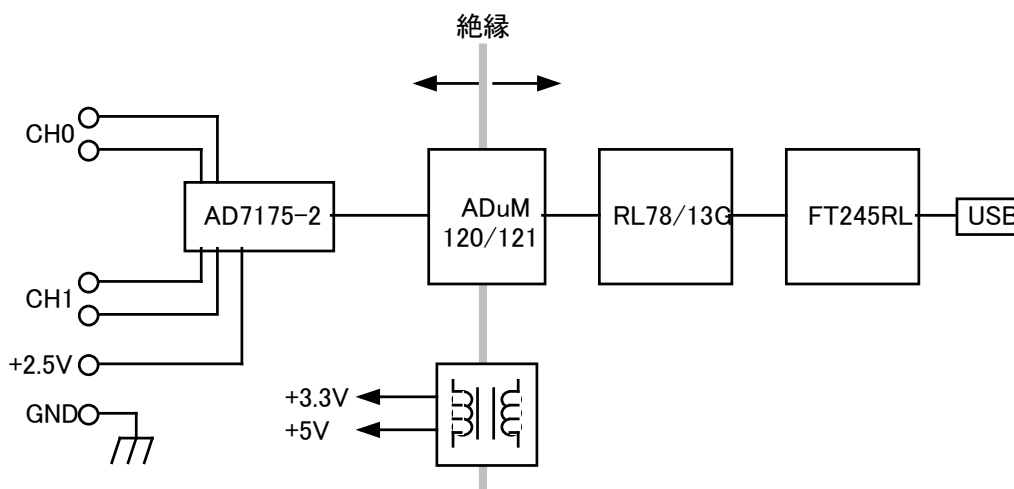 絶縁
CH0
AD7175-2
ADuM
120/121
RL78/13G
FT245RL
USB
CH1
+2.5V
GND
+3.3V
+5V